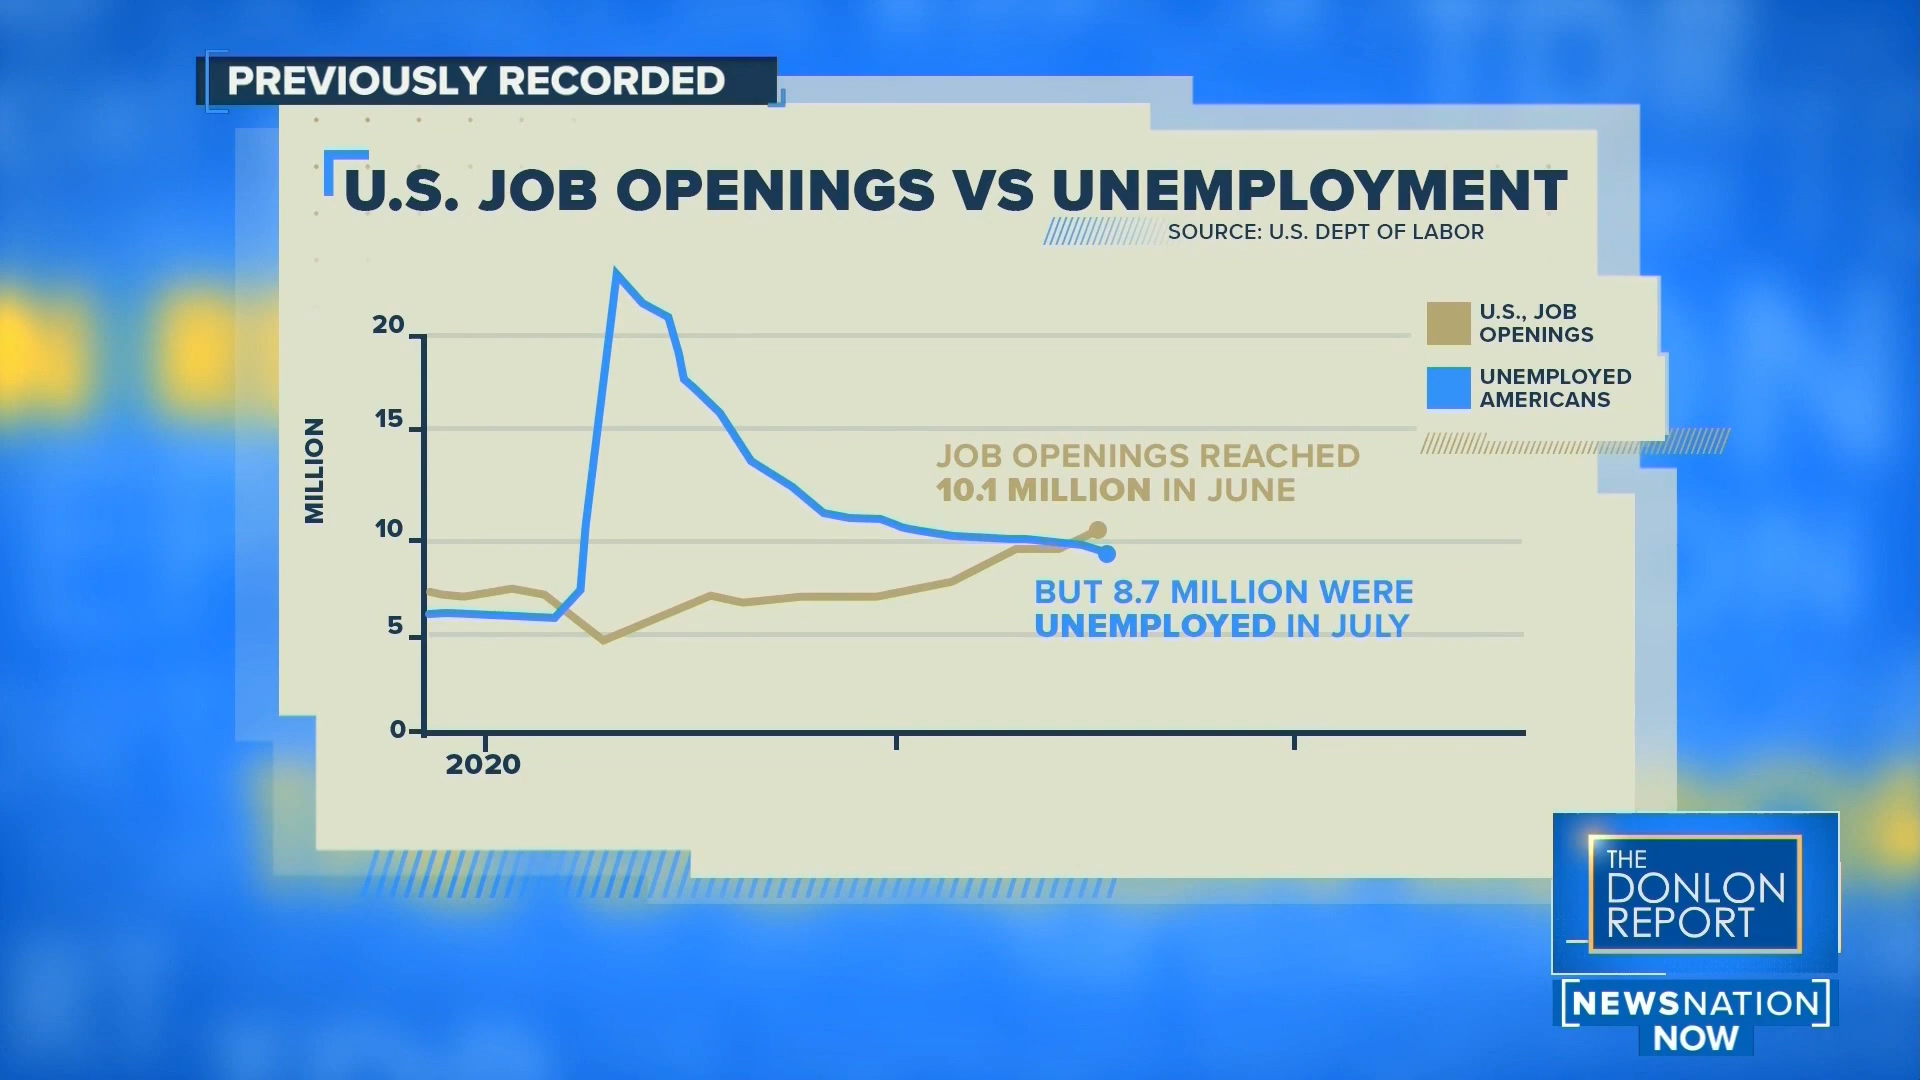 PREVIOUSLY RECORDED
U.S. JOB OPENINGS VS UNEMPLOYMENT
SOURCE: U.S. DEPT OF LABOR
20
15
10
5
0
MILLION
2020
U.S., JOB
OPENINGS
UNEMPLOYED
AMERICANS
JOB OPENINGS REACHED
10.1 MILLION IN JUNE
BUT 8.7 MILLION WERE
UNEMPLOYED IN JULY
THE
DONLON
REPORT
NEWSNATION
NOW